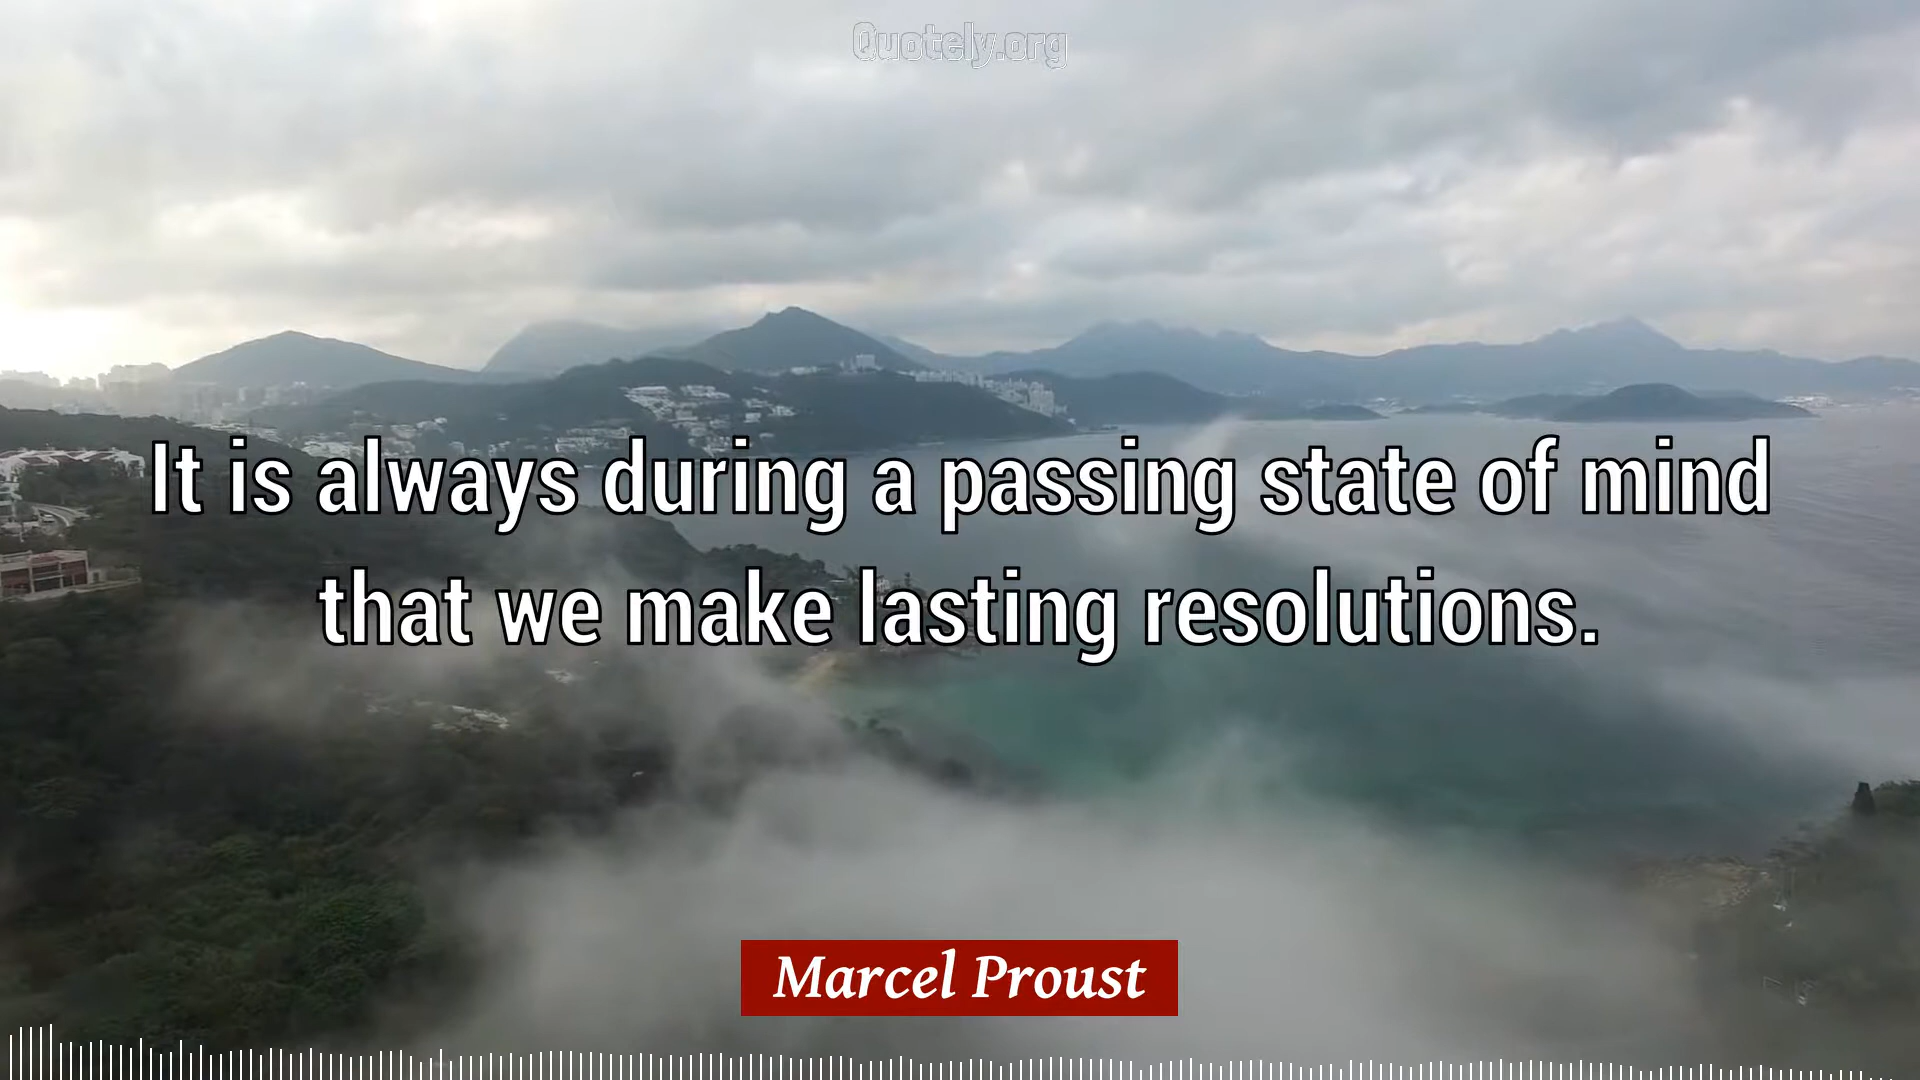 Quotely.org
It is always during a passing state of mind
that we make lasting resolutions.
Marcel Proust